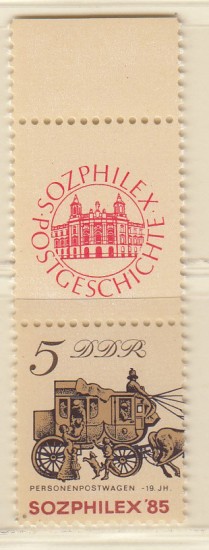 · SOZPHILEX ·
POSTGESCHICHTE
5 DDR
PERSONENPOSTWAGEN -19. JH.
SOZPHILEX '85